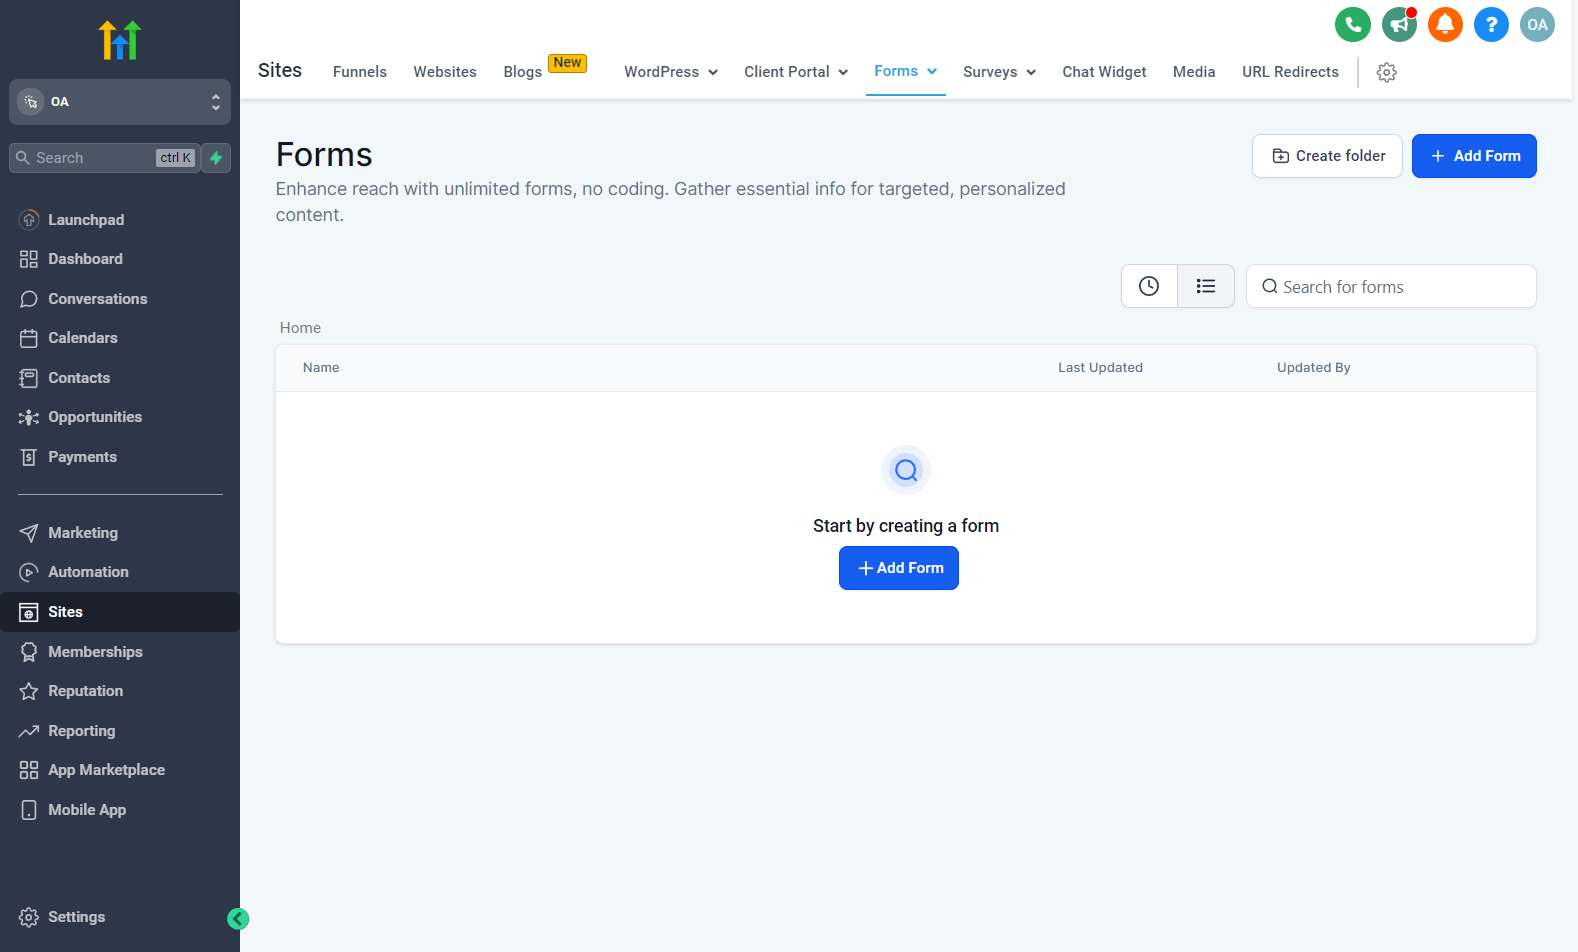 OA
Search
ctrl K
Launchpad
Dashboard
Conversations
Calendars
Contacts
Opportunities
Payments
Marketing
Automation
Sites
Memberships
Reputation
Reporting
App Marketplace
Mobile App
Settings
OA
Sites Funnels Websites Blogs New WordPress Client Portal Forms Surveys Chat Widget Media URL Redirects
Forms
Enhance reach with unlimited forms, no coding. Gather essential info for targeted, personalized
content.
Create folder
+ Add Form
Search for forms
Home
Name Last Updated Updated By
Start by creating a form
+ Add Form